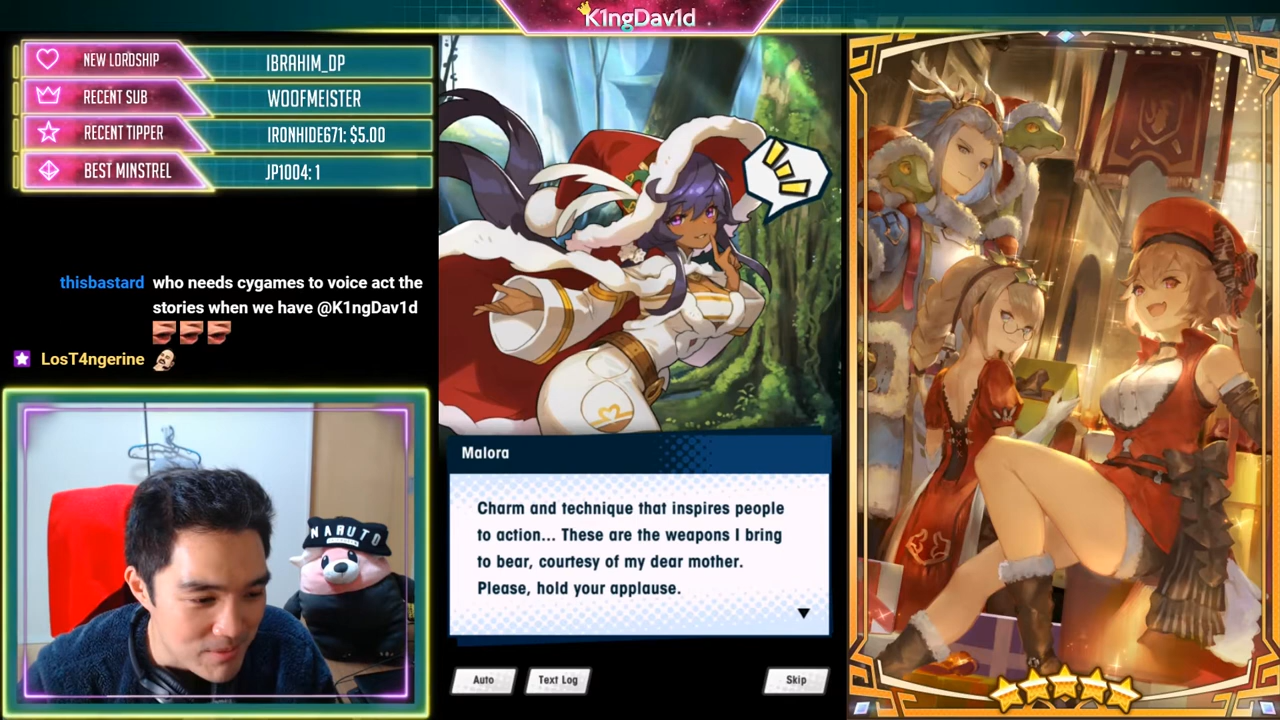 K1ngDav1d
NEW LORDSHIP
IBRAHIM_DP
RECENT SUB
WOOFMEISTER
RECENT TIPPER
IRONHIDE671: $5.00
BEST MINSTREL
JP1004: 1
thisbastard who needs cygames to voice act the
stories when we have @K1ngDav1d
LosT4ngerine
NARUTO
Malora
Charm and technique that inspires people
to action... These are the weapons I bring
to bear, courtesy of my dear mother.
Please, hold your applause.
Auto
Text Log
Skip